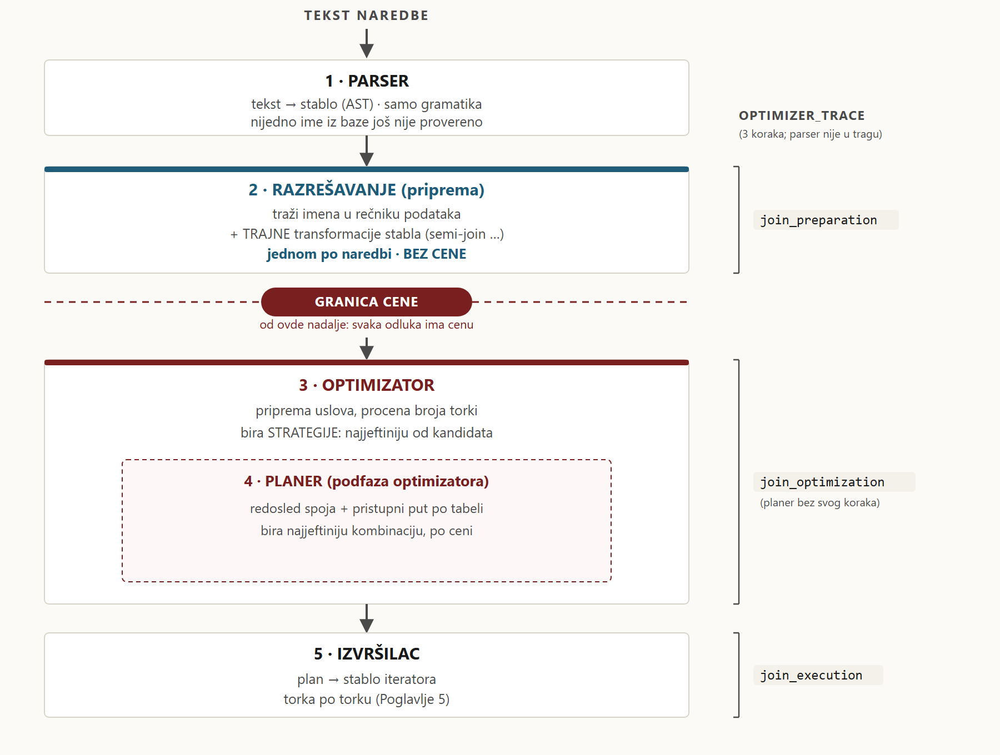 TEKST NAREDBE
1 · PARSER
tekst → stablo (AST) · samo gramatika
nijedno ime iz baze još nije provereno
OPTIMIZER_TRACE
(3 koraka; parser nije u tragu)
2 · RAZREŠAVANJE (priprema)
traži imena u rečniku podataka
+ TRAJNE transformacije stabla (semi-join ...)
jednom po naredbi · BEZ CENE
join_preparation
GRANICA CENE
od ovde nadalje: svaka odluka ima cenu
3 · OPTIMIZATOR
priprema uslova, procena broja torki
bira STRATEGIJE: najjeftiniju od kandidata
4 · PLANER (podfaza optimizatora)
redosled spoja + pristupni put po tabeli
bira najjeftiniju kombinaciju, po ceni
join_optimization
(planer bez svog koraka)
5 · IZVRŠILAC
plan → stablo iteratora
torka po torku (Poglavlje 5)
join_execution